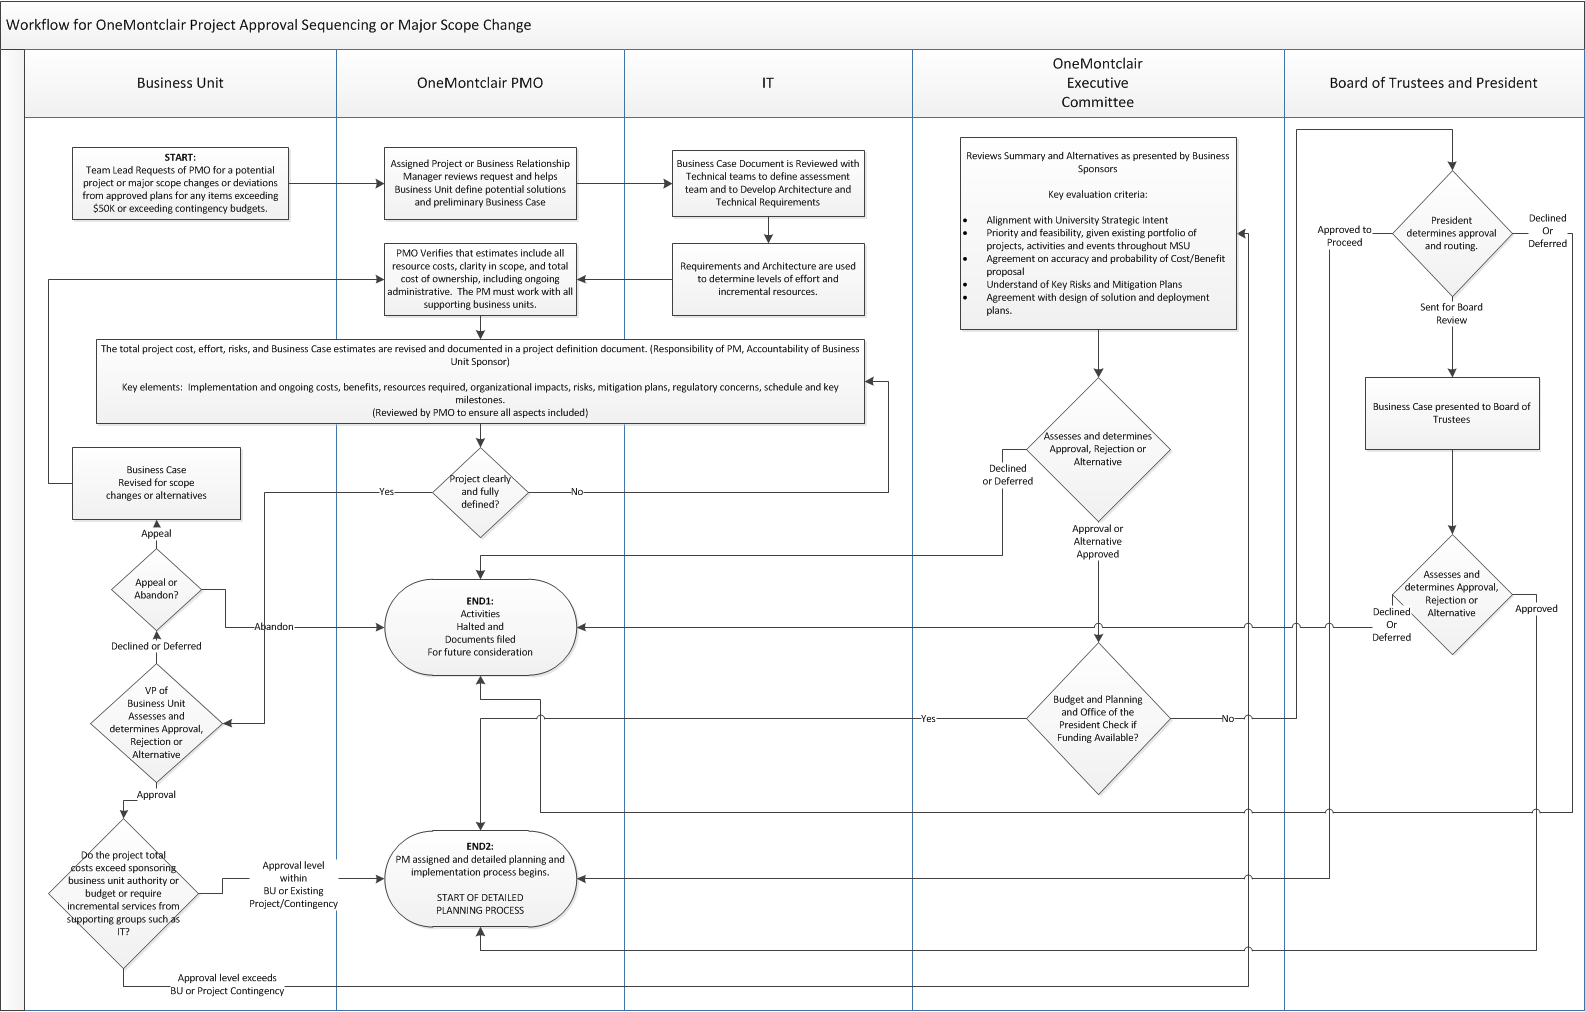 Workflow for OneMontclair Project Approval Sequencing or Major Scope Change
Business Unit
OneMontclair PMO
IT
OneMontclair
Executive
Committee
Board of Trustees and President
START:
Team Lead Requests of PMO for a potential
project or major scope changes or deviations
from approved plans for any items exceeding
$50K or exceeding contingency budgets.
Assigned Project or Business Relationship
Manager reviews request and helps
Business Unit define potential solutions
and preliminary Business Case
Business Case Document is Reviewed with
Technical teams to define assessment
team and to Develop Architecture and
Technical Requirements
Requirements and Architecture are used
to determine levels of effort and
incremental resources.
PMO Verifies that estimates include all
resource costs, clarity in scope, and total
cost of ownership, including ongoing
administrative. The PM must work with all
supporting business units.
The total project cost, effort, risks, and Business Case estimates are revised and documented in a project definition document. (Responsibility of PM, Accountability of Business
Unit Sponsor)
Key elements: Implementation and ongoing costs, benefits, resources required, organizational impacts, risks, mitigation plans, regulatory concerns, schedule and key
milestones.
(Reviewed by PMO to ensure all aspects included)
Project clearly
and fully
defined?
Yes
No
Business Case
Revised for scope
changes or alternatives
Appeal
Appeal or
Abandon?
Abandon
Declined or Deferred
VP of
Business Unit
Assesses and
determines Approval,
Rejection or
Alternative
Approval
Do the project total
costs exceed sponsoring
business unit authority or
budget or require
incremental services from
supporting groups such as
IT?
Approval level
within
BU or Existing
Project/Contingency
Approval level exceeds
BU or Project Contingency
END1:
Activities
Halted and
Documents filed
For future consideration
END2:
PM assigned and detailed planning and
implementation process begins.
START OF DETAILED
PLANNING PROCESS
Reviews Summary and Alternatives as presented by Business
Sponsors
Key evaluation criteria:
• Alignment with University Strategic Intent
• Priority and feasibility, given existing portfolio of
projects, activities and events throughout MSU
• Agreement on accuracy and probability of Cost/Benefit
proposal
• Understand of Key Risks and Mitigation Plans
• Agreement with design of solution and deployment
plans.
Assesses and determines
Approval, Rejection or
Alternative
Declined
or Deferred
Approval or
Alternative
Approved
Budget and Planning
and Office of the
President Check if
Funding Available?
Yes
No
President
determines approval
and routing.
Approved to
Proceed
Declined
Or
Deferred
Sent for Board
Review
Business Case presented to Board of
Trustees
Assesses and
determines Approval,
Rejection or
Alternative
Declined
Or
Deferred
Approved